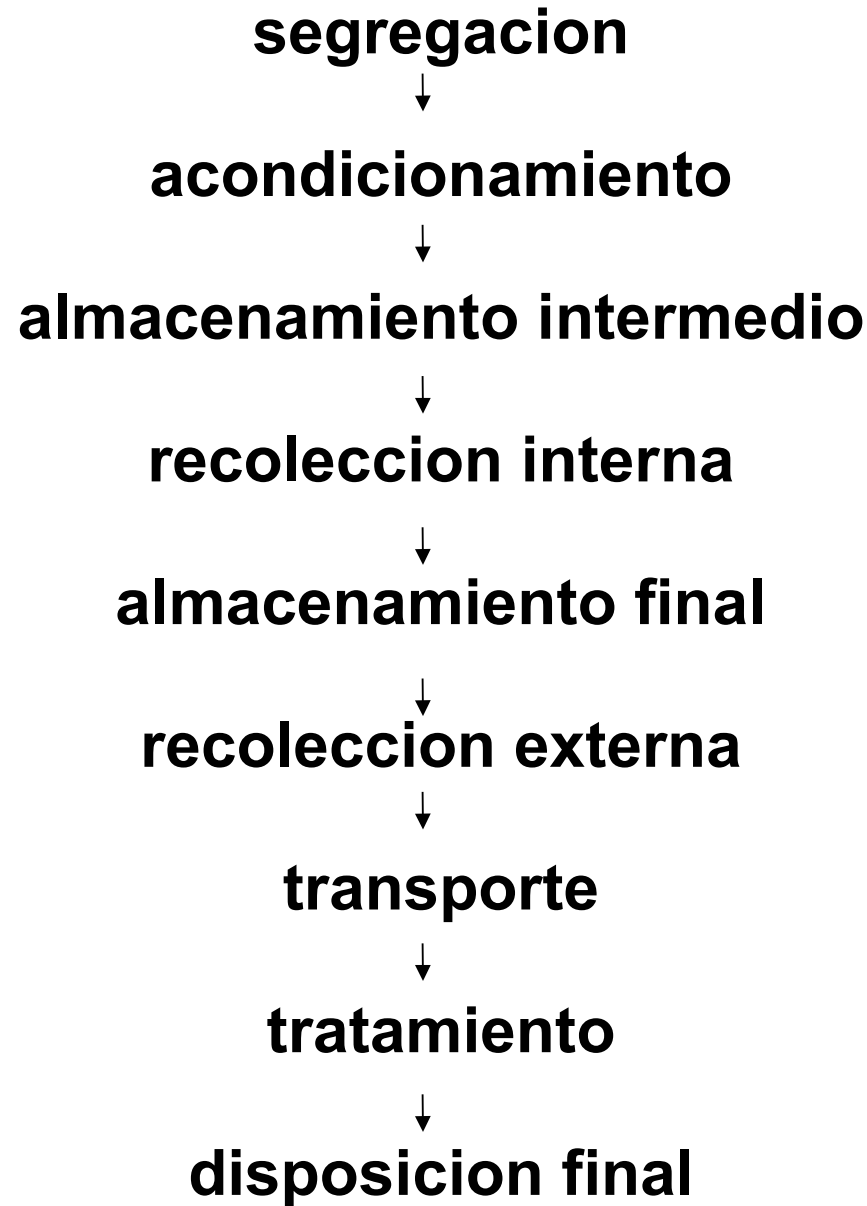 segregacion
acondicionamiento
almacenamiento intermedio
recoleccion interna
almacenamiento final
recoleccion externa
transporte
tratamiento
disposicion final